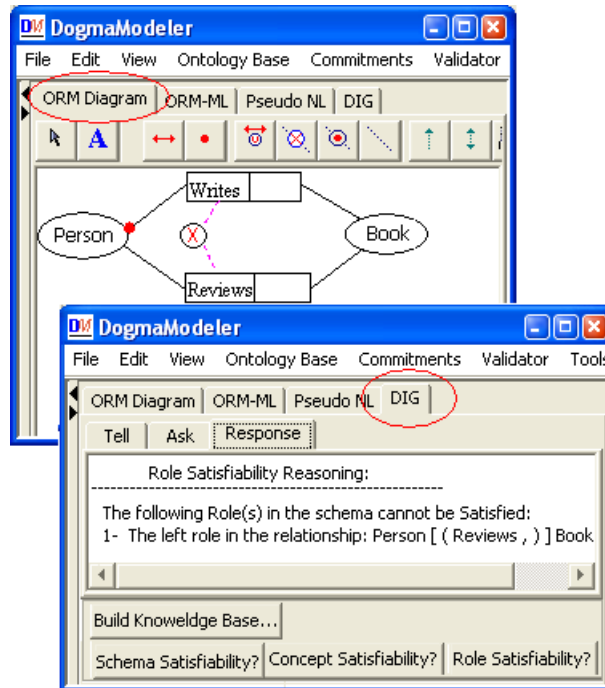 DM DogmaModeler
File Edit View Ontology Base Commitments Validator
ORM Diagram ORM-ML Pseudo NL DIG
A
Writes
Person X Book
Reviews
DM DogmaModeler
File Edit View Ontology Base Commitments Validator Tools
ORM Diagram ORM-ML Pseudo NL DIG
Tell Ask Response
Role Satisfiability Reasoning:
The following Role(s) in the schema cannot be Satisfied:
1- The left role in the relationship: Person [ ( Reviews , ) ] Book
Build Knoweldge Base...
Schema Satisfiability? Concept Satisfiability? Role Satisfiability?